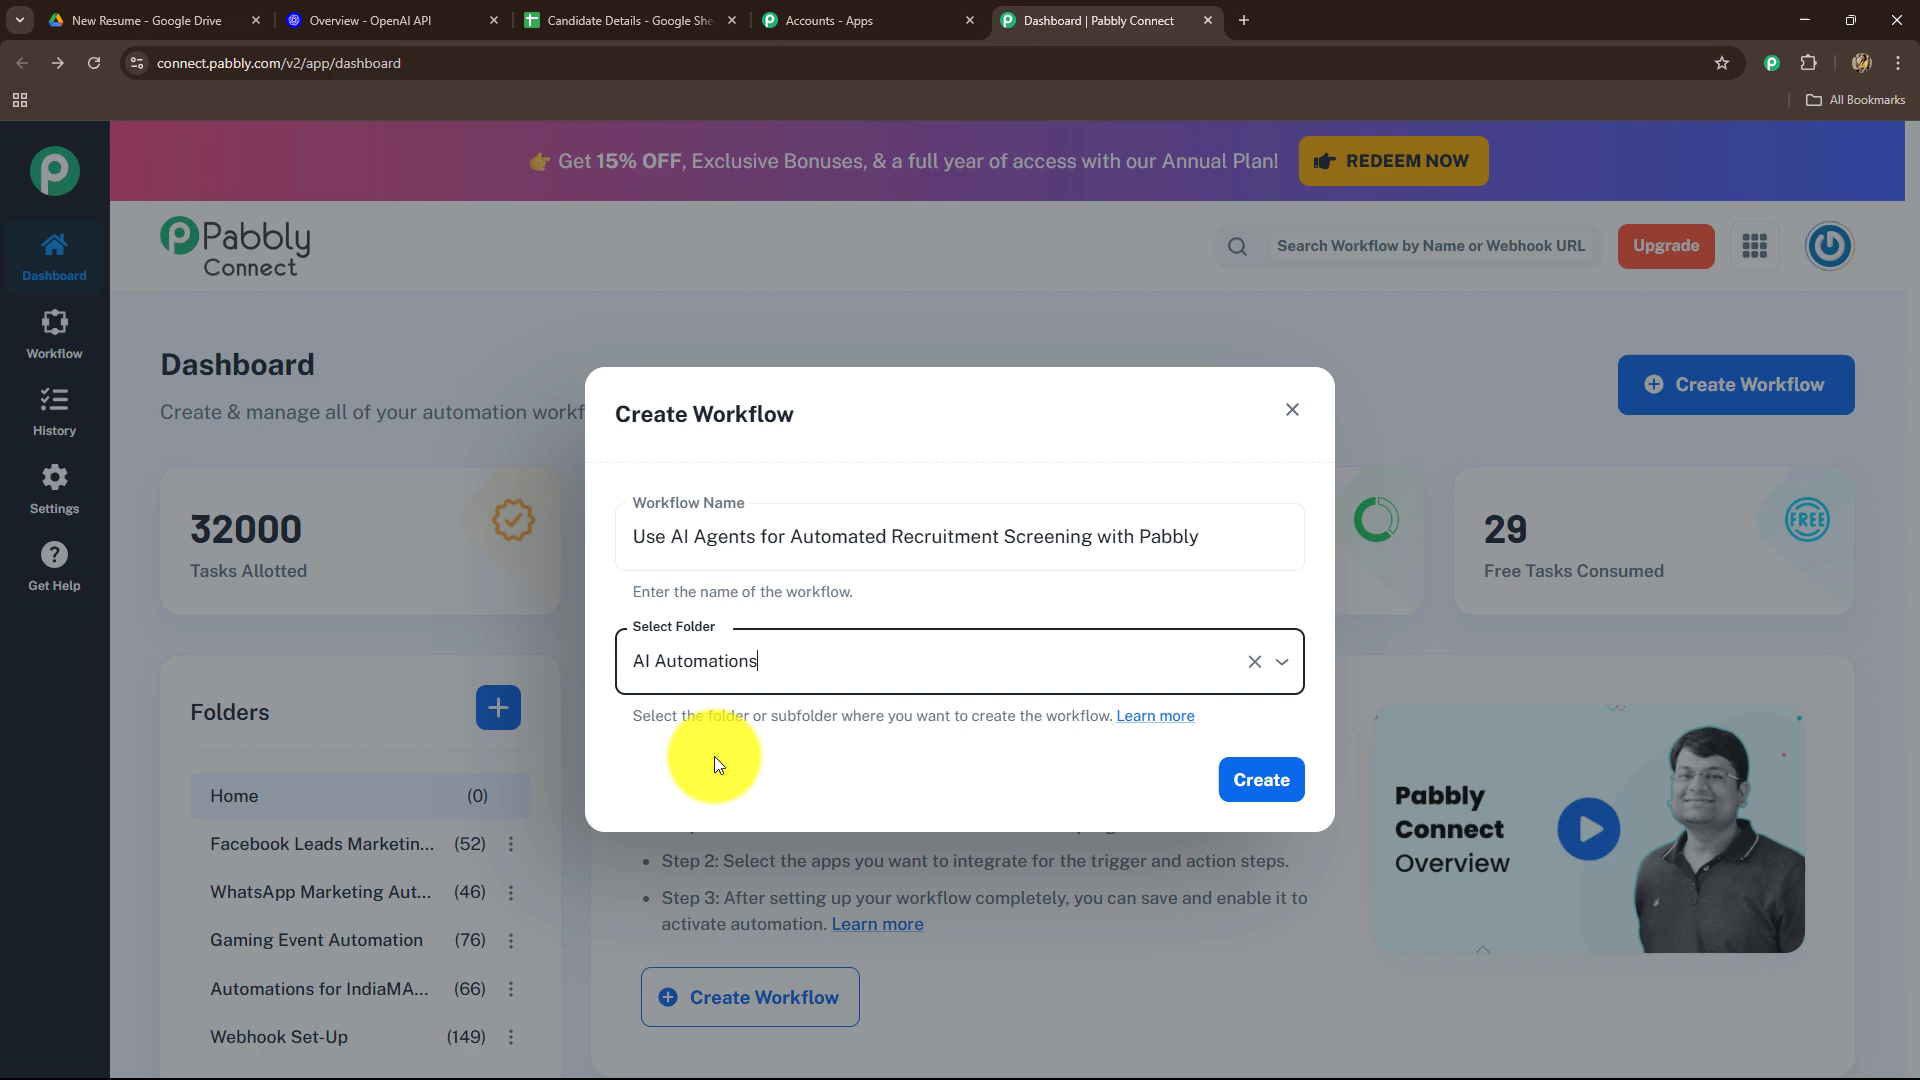 New Resume - Google Drive
Overview - OpenAI API
Candidate Details - Google She
Accounts - Apps
Dashboard | Pabbly Connect
connect.pabbly.com/v2/app/dashboard
All Bookmarks
Get 15% OFF, Exclusive Bonuses, & a full year of access with our Annual Plan!
REDEEM NOW
Pabbly
Connect
Search Workflow by Name or Webhook URL
Upgrade
Dashboard
Workflow
History
Settings
Get Help
Dashboard
Create & manage all of your automation workf
Create Workflow
32000
Tasks Allotted
29
Free Tasks Consumed
FREE
Create Workflow
Workflow Name
Use AI Agents for Automated Recruitment Screening with Pabbly
Enter the name of the workflow.
Select Folder
AI Automations
Select the folder or subfolder where you want to create the workflow. Learn more
Create
Folders
Home (0)
Facebook Leads Marketin... (52)
WhatsApp Marketing Aut... (46)
Gaming Event Automation (76)
Automations for IndiaMA... (66)
Webhook Set-Up (149)
Step 2: Select the apps you want to integrate for the trigger and action steps.
Step 3: After setting up your workflow completely, you can save and enable it to
activate automation. Learn more
Create Workflow
Pabbly
Connect
Overview